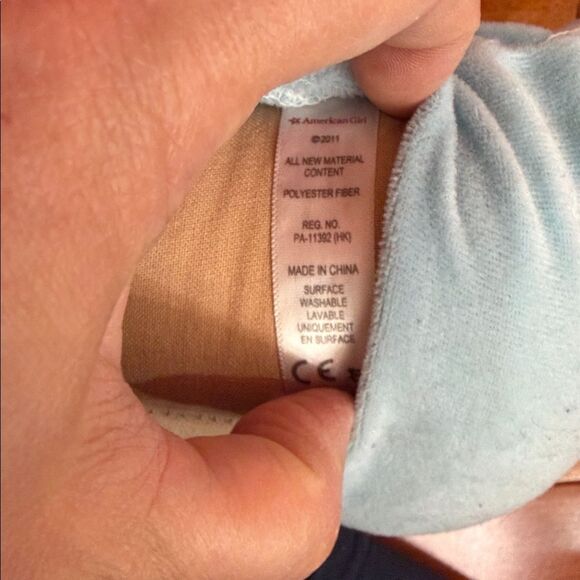 American Girl
©2011
ALL NEW MATERIAL
CONTENT
POLYESTER FIBER
REG. NO.
PA-11392 (HK)
MADE IN CHINA
SURFACE
WASHABLE
LAVABLE
UNIQUEMENT
EN SURFACE
CE